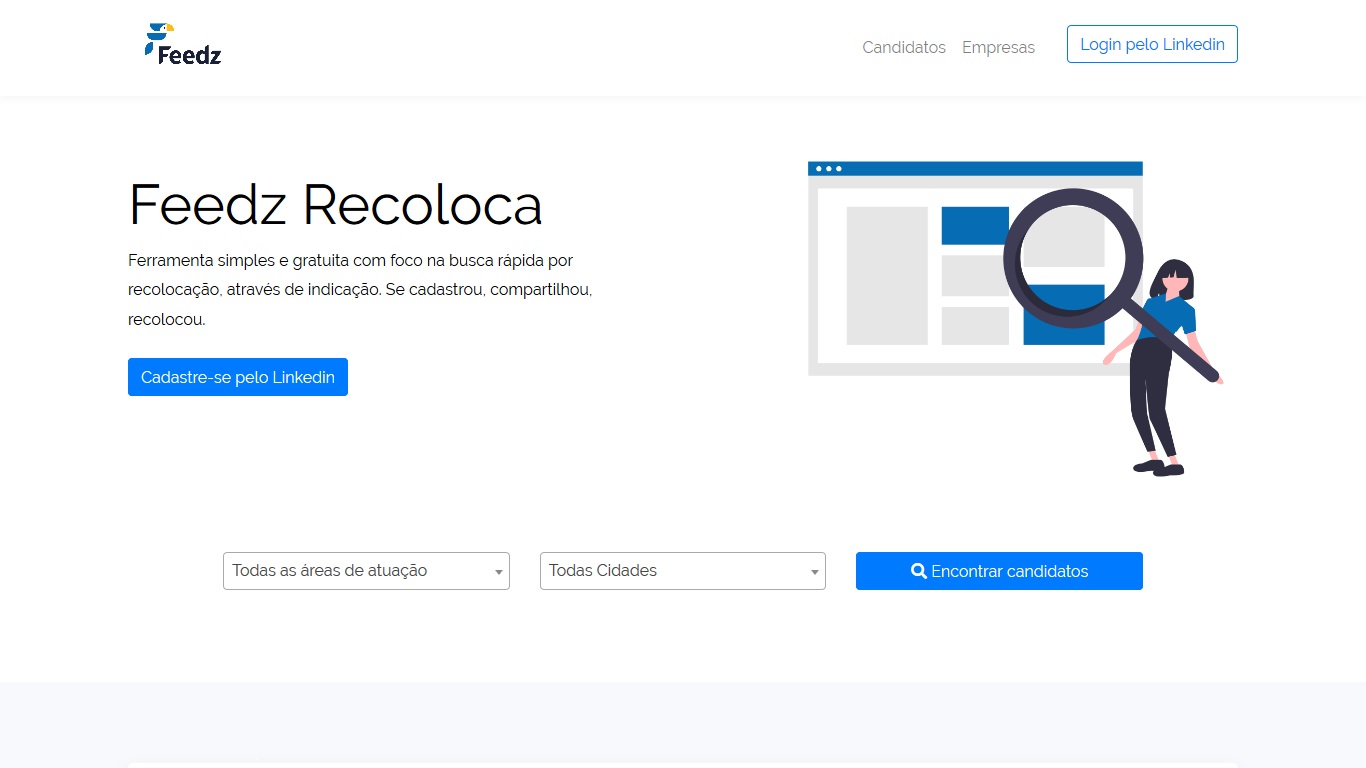 Feedz
Candidatos
Empresas
Login pelo Linkedin
Feedz Recoloca
Ferramenta simples e gratuita com foco na busca rápida por
recolocação, através de indicação. Se cadastrou, compartilhou,
recolocou.
Cadastre-se pelo Linkedin
Todas as áreas de atuação
Todas Cidades
Encontrar candidatos